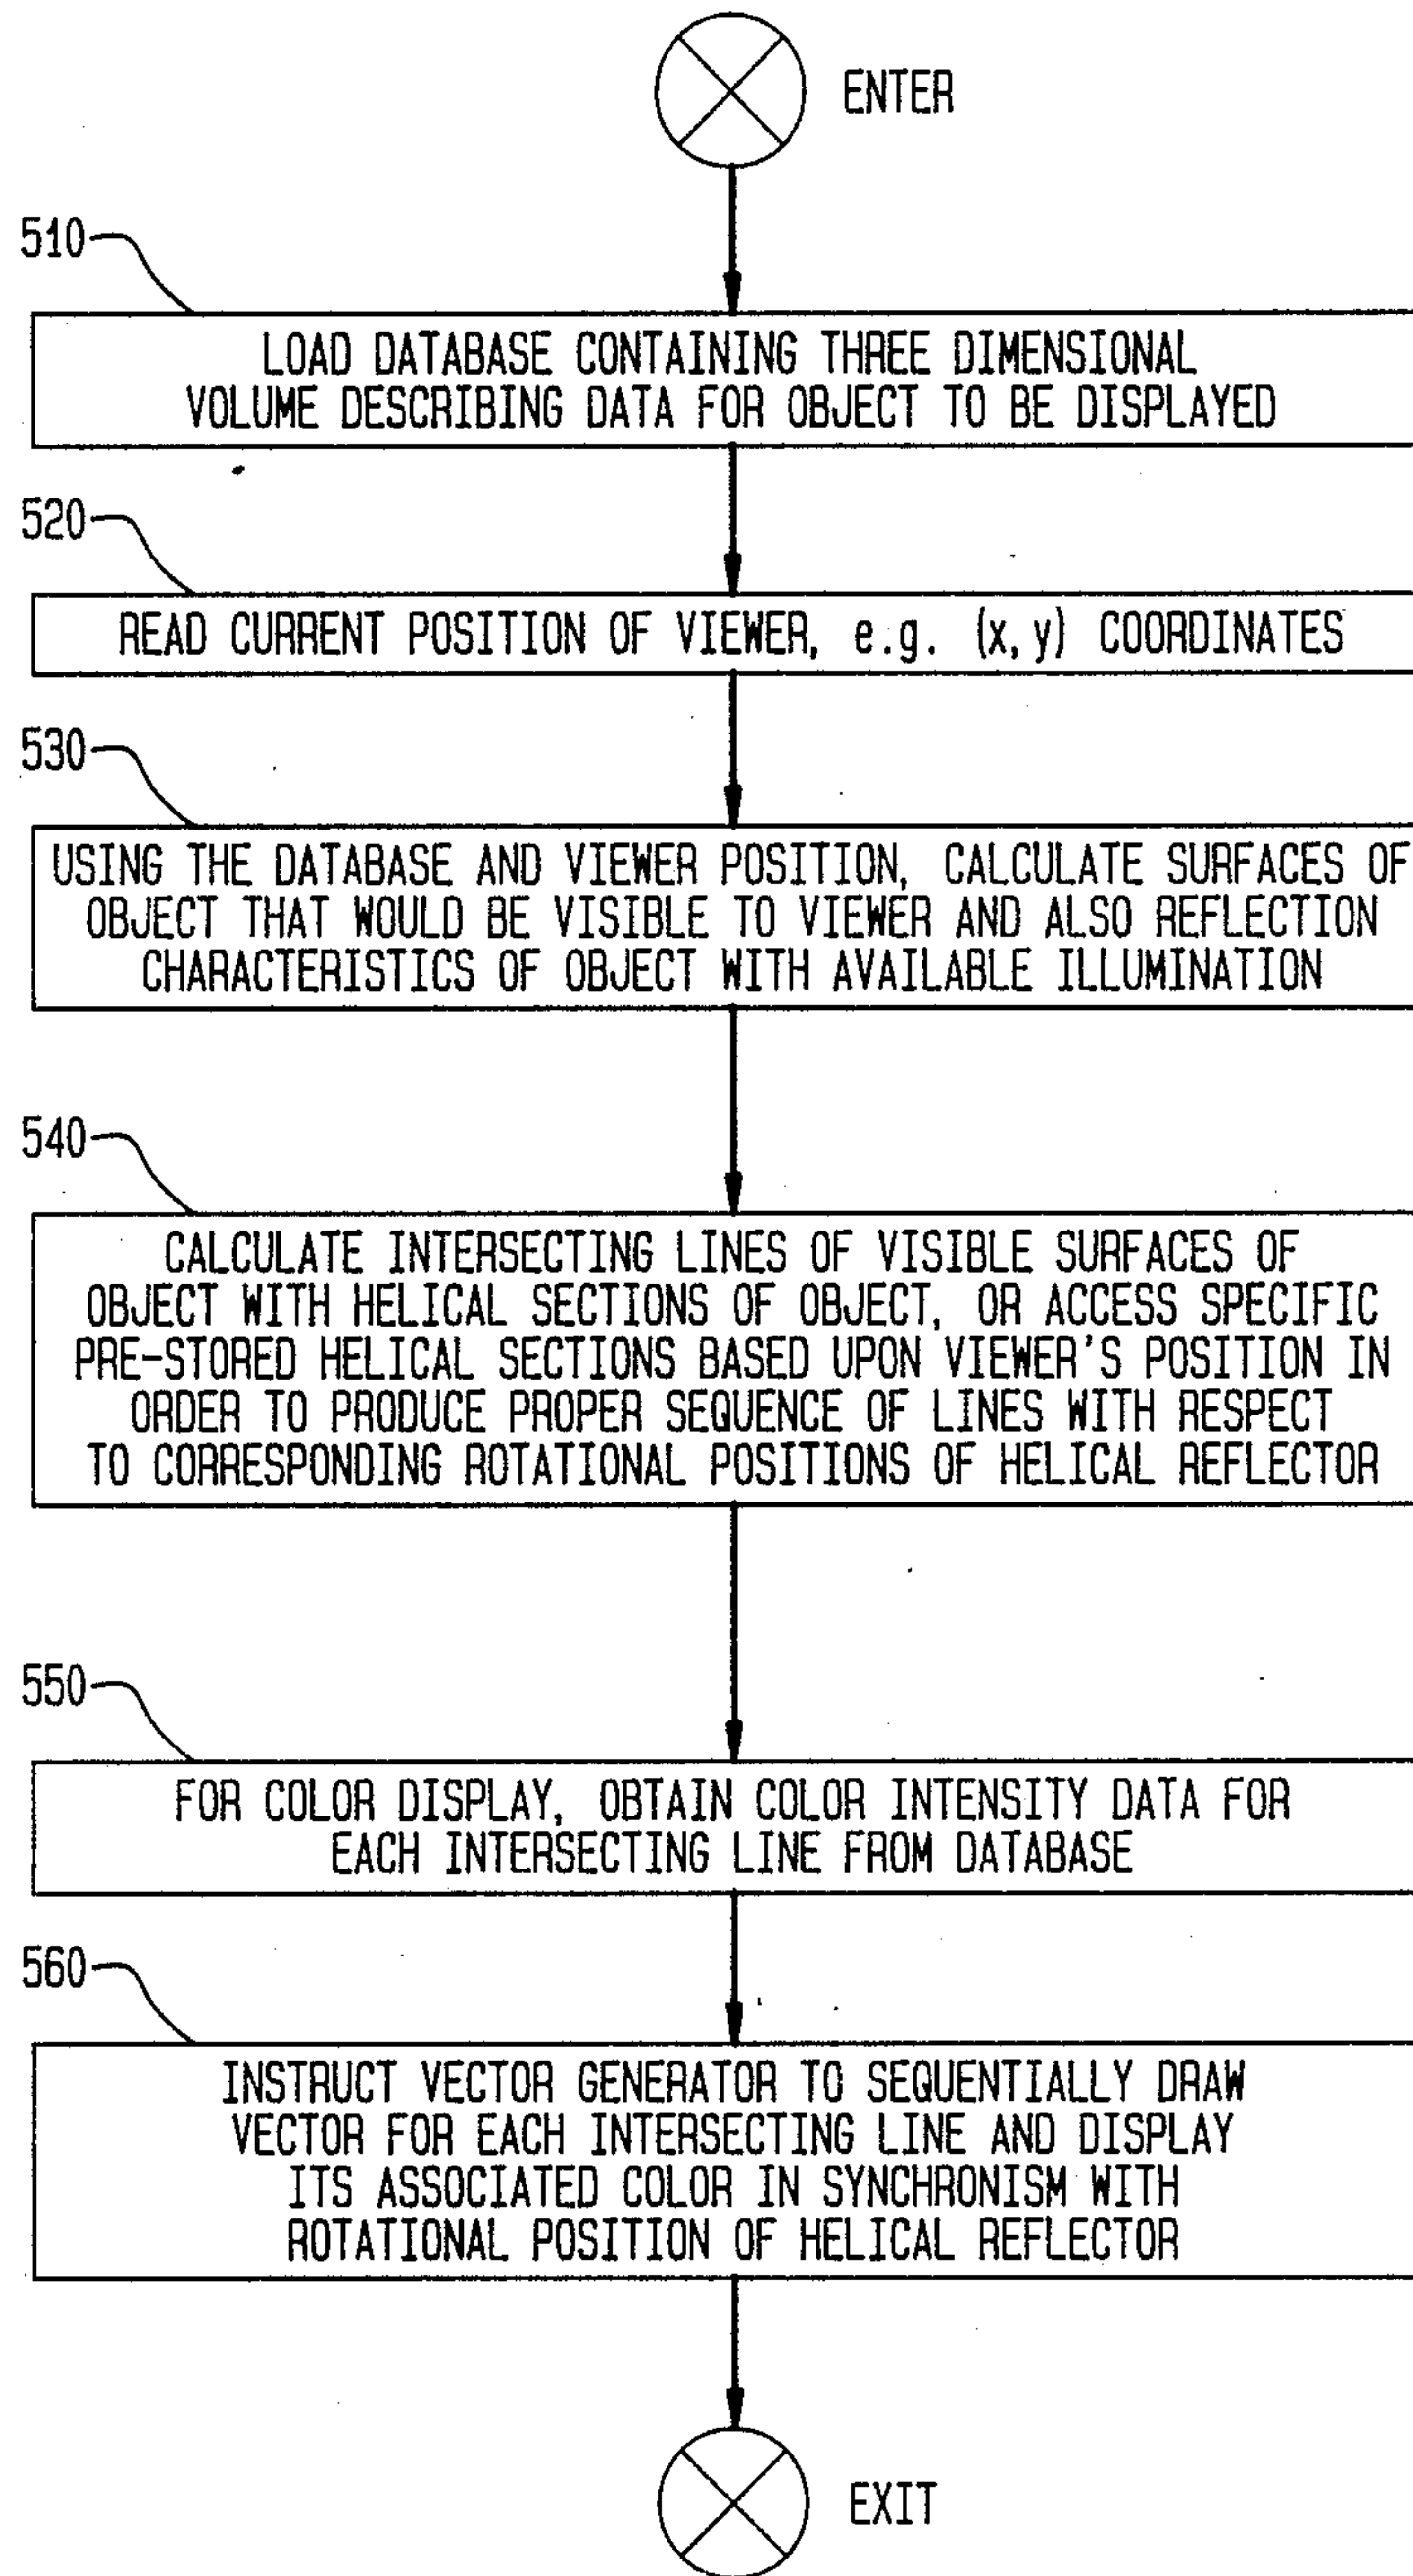 ENTER
510
LOAD DATABASE CONTAINING THREE DIMENSIONAL
VOLUME DESCRIBING DATA FOR OBJECT TO BE DISPLAYED
520
READ CURRENT POSITION OF VIEWER, e.g. (x, y) COORDINATES
530
USING THE DATABASE AND VIEWER POSITION, CALCULATE SURFACES OF
OBJECT THAT WOULD BE VISIBLE TO VIEWER AND ALSO REFLECTION
CHARACTERISTICS OF OBJECT WITH AVAILABLE ILLUMINATION
540
CALCULATE INTERSECTING LINES OF VISIBLE SURFACES OF
OBJECT WITH HELICAL SECTIONS OF OBJECT, OR ACCESS SPECIFIC
PRE-STORED HELICAL SECTIONS BASED UPON VIEWER'S POSITION IN
ORDER TO PRODUCE PROPER SEQUENCE OF LINES WITH RESPECT
TO CORRESPONDING ROTATIONAL POSITIONS OF HELICAL REFLECTOR
550
FOR COLOR DISPLAY, OBTAIN COLOR INTENSITY DATA FOR
EACH INTERSECTING LINE FROM DATABASE
560
INSTRUCT VECTOR GENERATOR TO SEQUENTIALLY DRAW
VECTOR FOR EACH INTERSECTING LINE AND DISPLAY
ITS ASSOCIATED COLOR IN SYNCHRONISM WITH
ROTATIONAL POSITION OF HELICAL REFLECTOR
EXIT